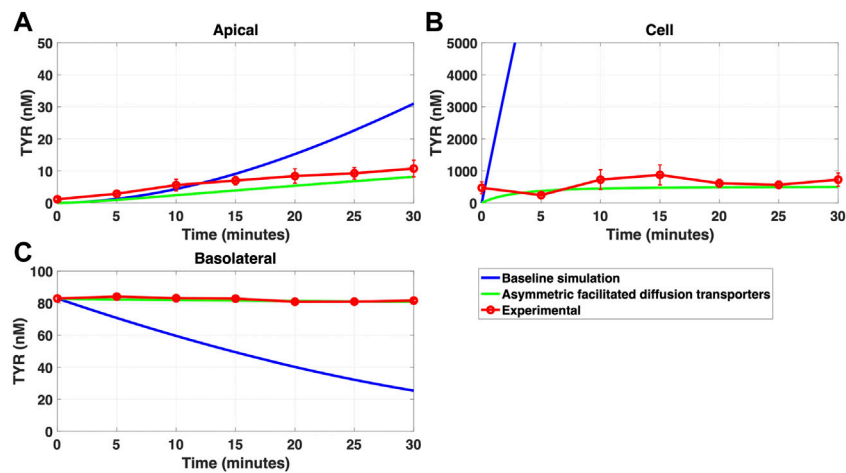 A
Apical
50
40
30
20
10
0
TYR (nM)
0 5 10 15 20 25 30
Time (minutes)
B
Cell
5000
4000
3000
2000
1000
0
TYR (nM)
0 5 10 15 20 25 30
Time (minutes)
C
Basolateral
100
80
60
40
20
0
TYR (nM)
0 5 10 15 20 25 30
Time (minutes)
Baseline simulation
Asymmetric facilitated diffusion transporters
Experimental